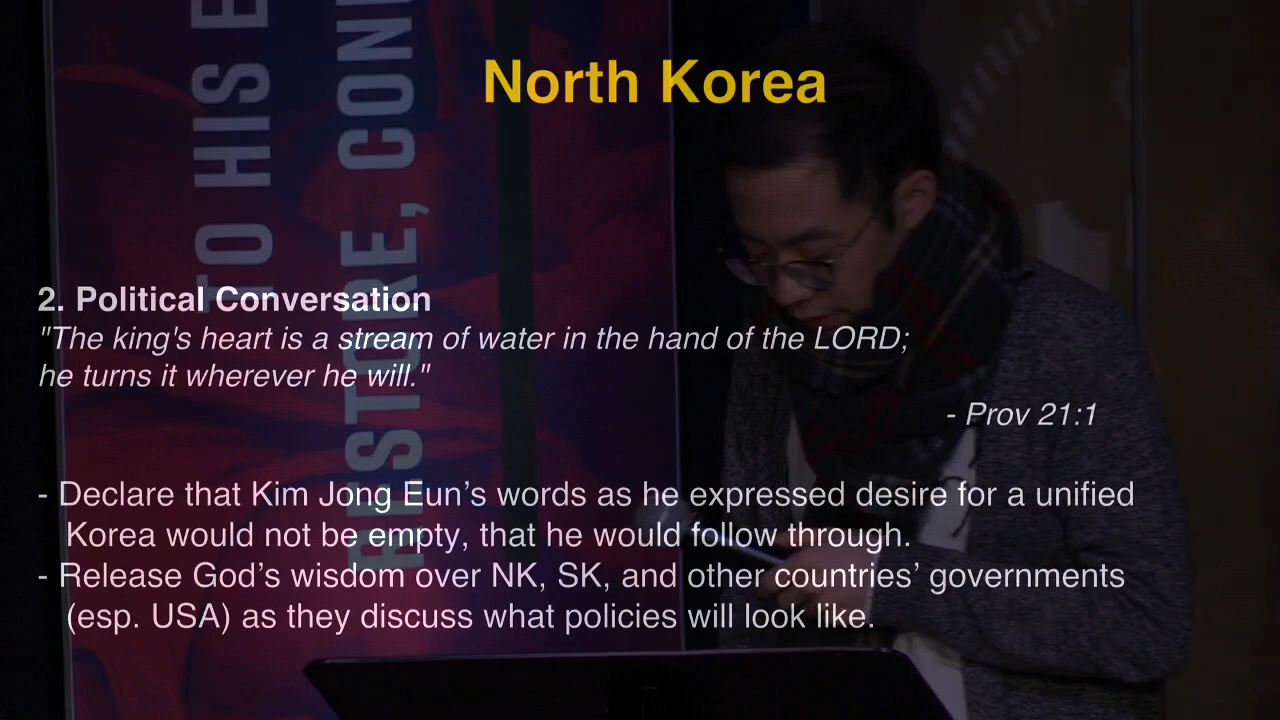 North Korea
TO HIS
RESTORE,
2. Political Conversation
"The king's heart is a stream of water in the hand of the LORD;
he turns it wherever he will."
- Prov 21:1
- Declare that Kim Jong Eun’s words as he expressed desire for a unified
Korea would not be empty, that he would follow through.
- Release God’s wisdom over NK, SK, and other countries’ governments
(esp. USA) as they discuss what policies will look like.